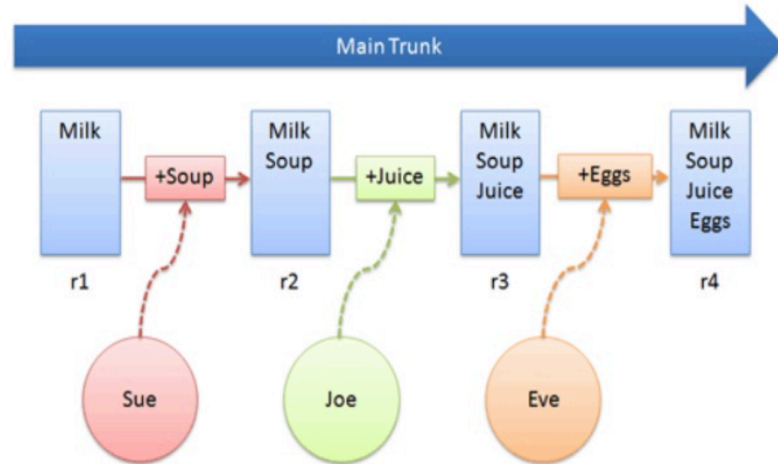 Main Trunk
Milk
+Soup
Milk
Soup
+Juice
Milk
Soup
Juice
+Eggs
Milk
Soup
Juice
Eggs
r1
r2
r3
r4
Sue
Joe
Eve